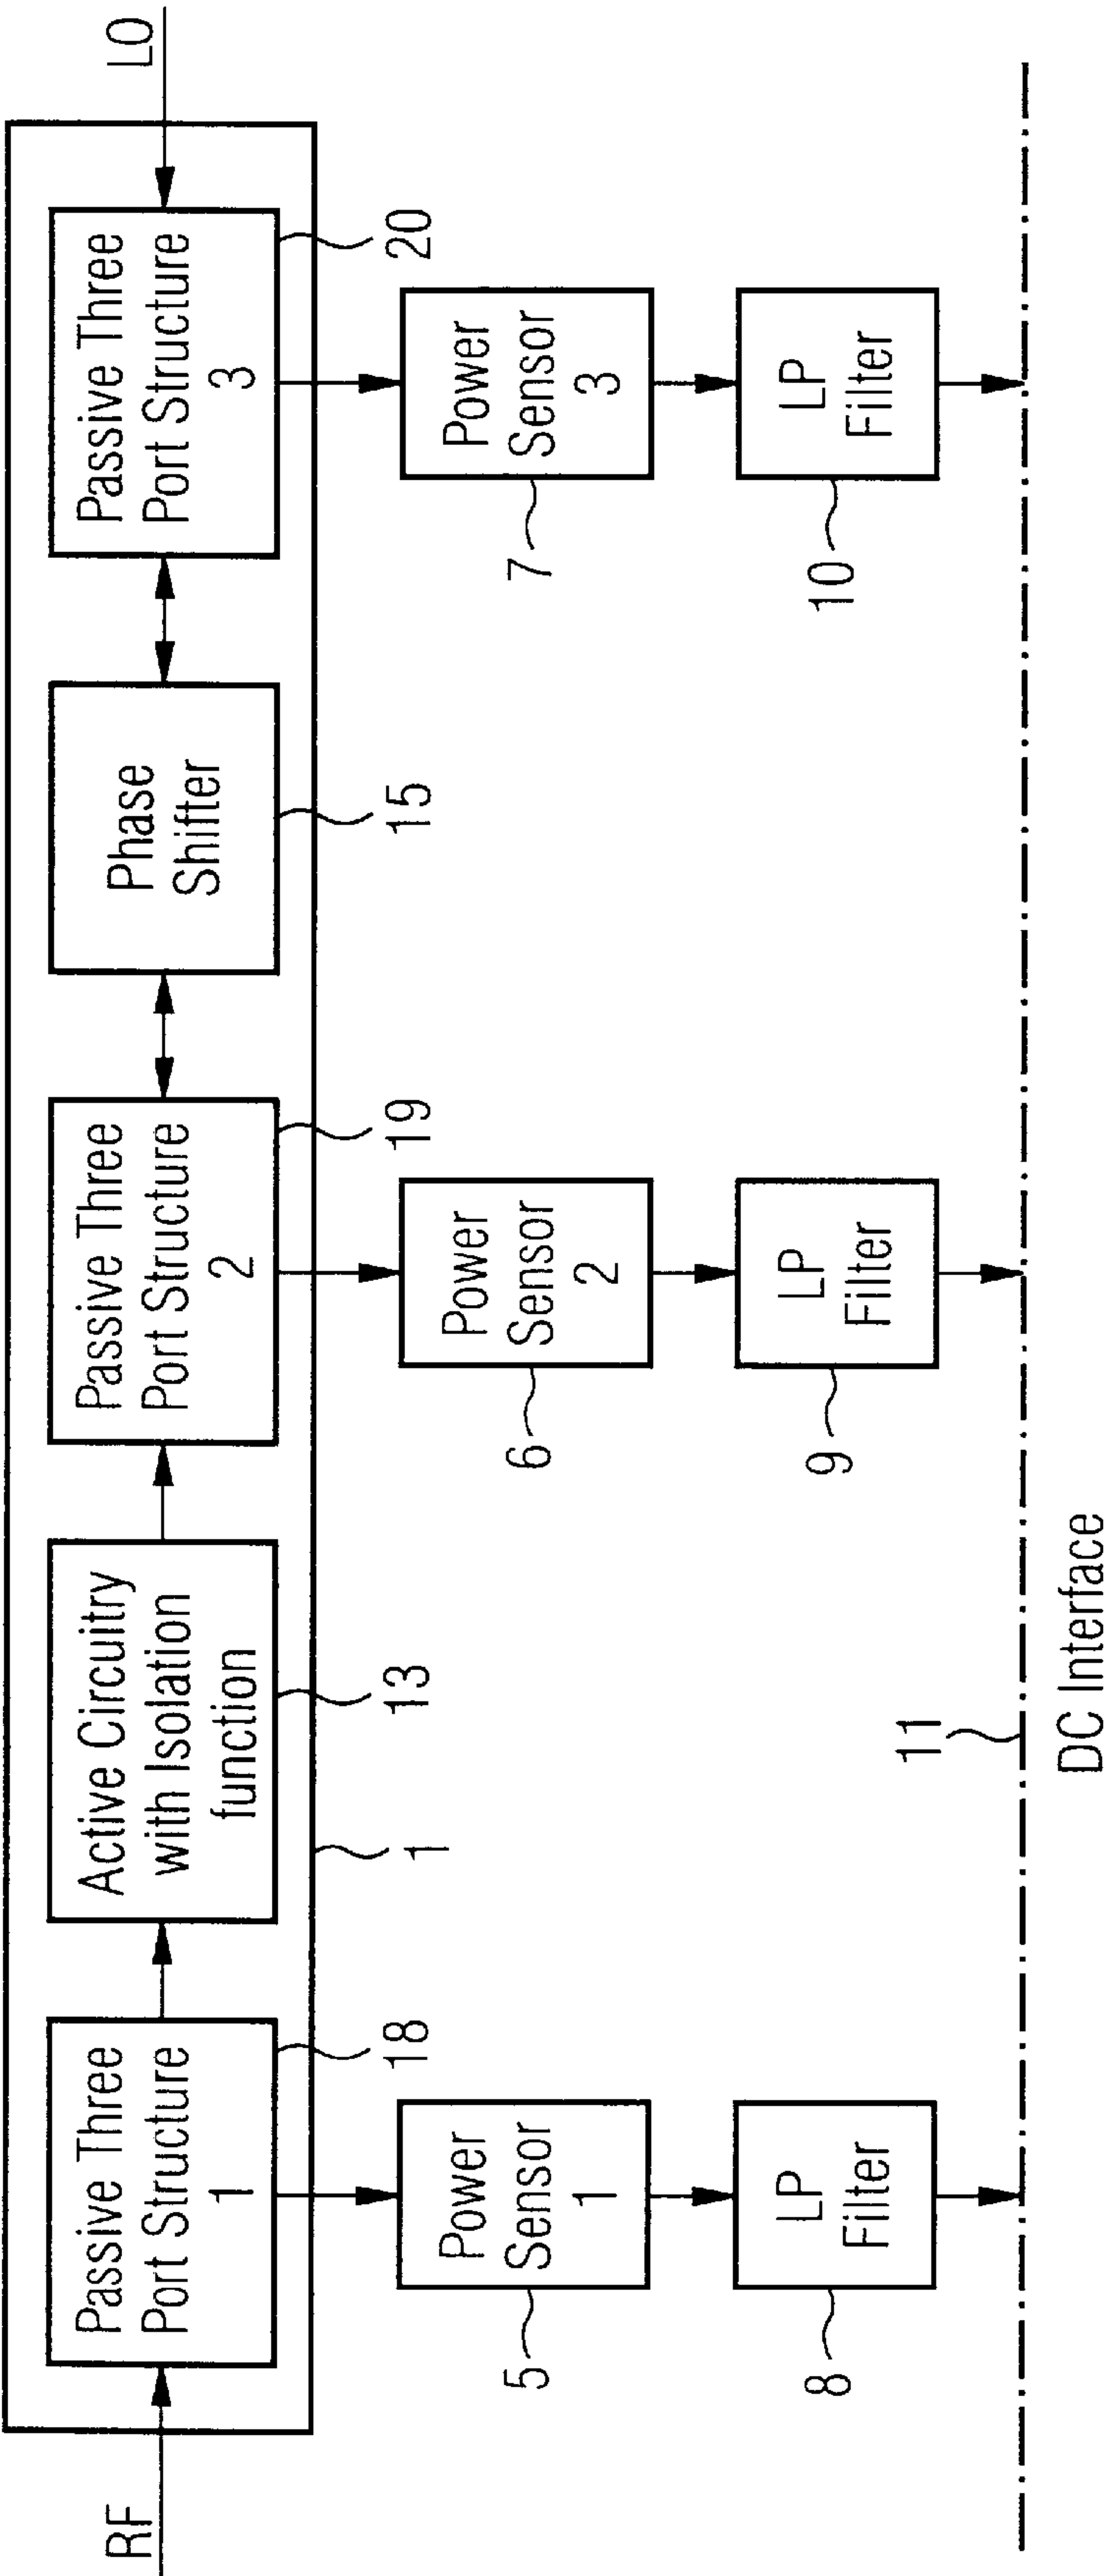 RF
LO
Passive Three
Port Structure
1
Active Circuitry
with Isolation
function
Passive Three
Port Structure
2
Phase
Shifter
Passive Three
Port Structure
3
18
1
13
19
15
20
Power
Sensor
1
5
Power
Sensor
2
6
Power
Sensor
3
7
LP
Filter
8
LP
Filter
9
LP
Filter
10
11
DC Interface